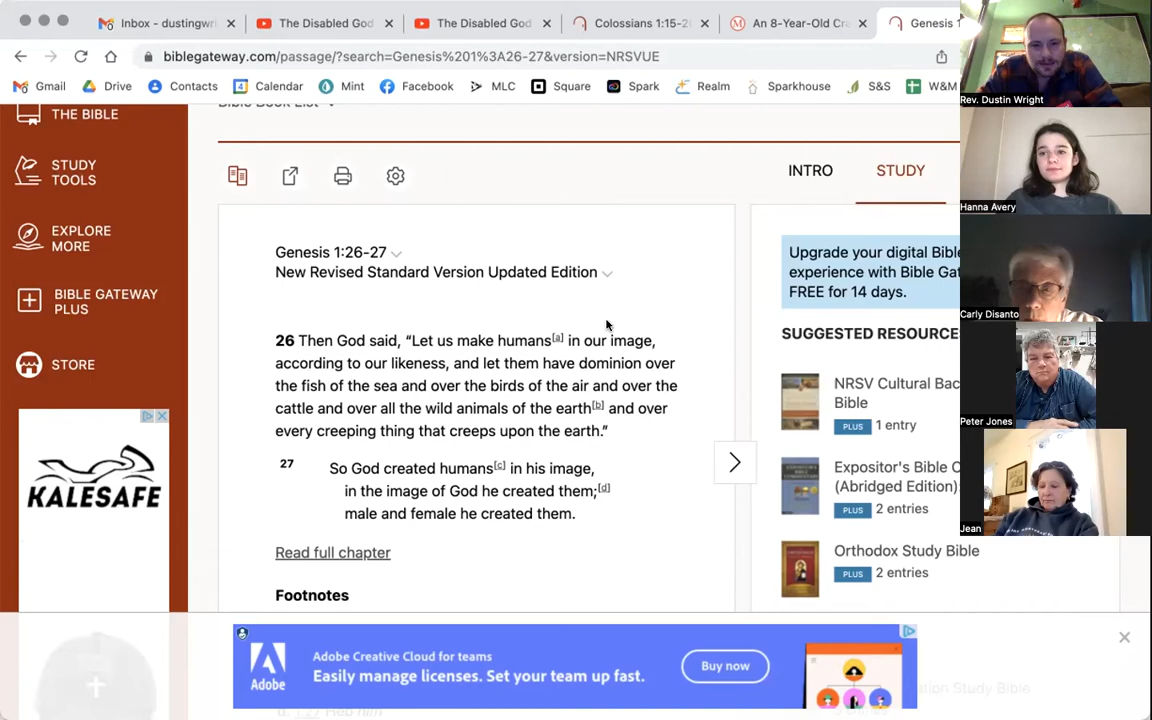 Inbox - dustingwri
The Disabled God
The Disabled God
Colossians 1:15-2
An 8-Year-Old Cra
Genesis 1
biblegateway.com/passage/?search=Genesis%201%3A26-27&version=NRSVUE
Gmail
Drive
Contacts
Calendar
Mint
Facebook
MLC
Square
Spark
Realm
Sparkhouse
S&S
W&M
Rev. Dustin Wright
Hanna Avery
Carly Disanto
Peter Jones
Jean
THE BIBLE
STUDY
TOOLS
EXPLORE
MORE
BIBLE GATEWAY
PLUS
STORE
KALESAFE
Bible Book List
INTRO
STUDY
Genesis 1:26-27
New Revised Standard Version Updated Edition
26 Then God said, “Let us make humans[a] in our image,
according to our likeness, and let them have dominion over
the fish of the sea and over the birds of the air and over the
cattle and over all the wild animals of the earth[b] and over
every creeping thing that creeps upon the earth.”
27 So God created humans[c] in his image,
in the image of God he created them;[d]
male and female he created them.
Read full chapter
Footnotes
Upgrade your digital Bible
experience with Bible Gat
FREE for 14 days.
SUGGESTED RESOURCE
NRSV Cultural Bac
Bible
PLUS 1 entry
Expositor's Bible C
(Abridged Edition):
PLUS 2 entries
Orthodox Study Bible
PLUS 2 entries
Adobe
Adobe Creative Cloud for teams
Easily manage licenses. Set your team up fast.
Buy now
ation Study Bible